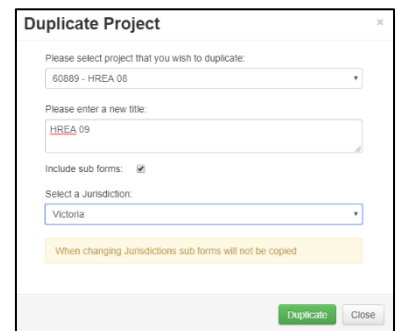 Duplicate Project
×
Please select project that you wish to duplicate:
60889 - HREA 08
Please enter a new title:
HREA 09
Include sub forms:
Select a Jurisdiction:
Victoria
When changing Jurisdictions sub forms will not be copied
Duplicate Close